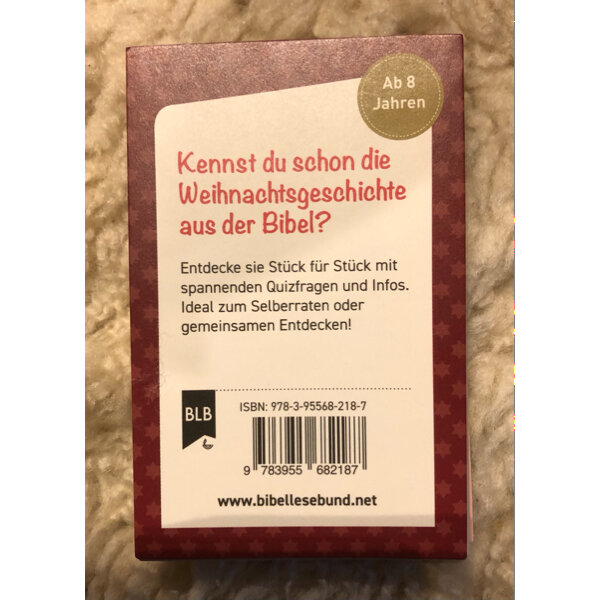 Ab 8
Jahren
Kennst du schon die
Weihnachtsgeschichte
aus der Bibel?
Entdecke sie Stück für Stück mit
spannenden Quizfragen und Infos.
Ideal zum Selberraten oder
gemeinsamen Entdecken!
BLB
ISBN: 978-3-95568-218-7
9 783955 682187
www.bibellesebund.net